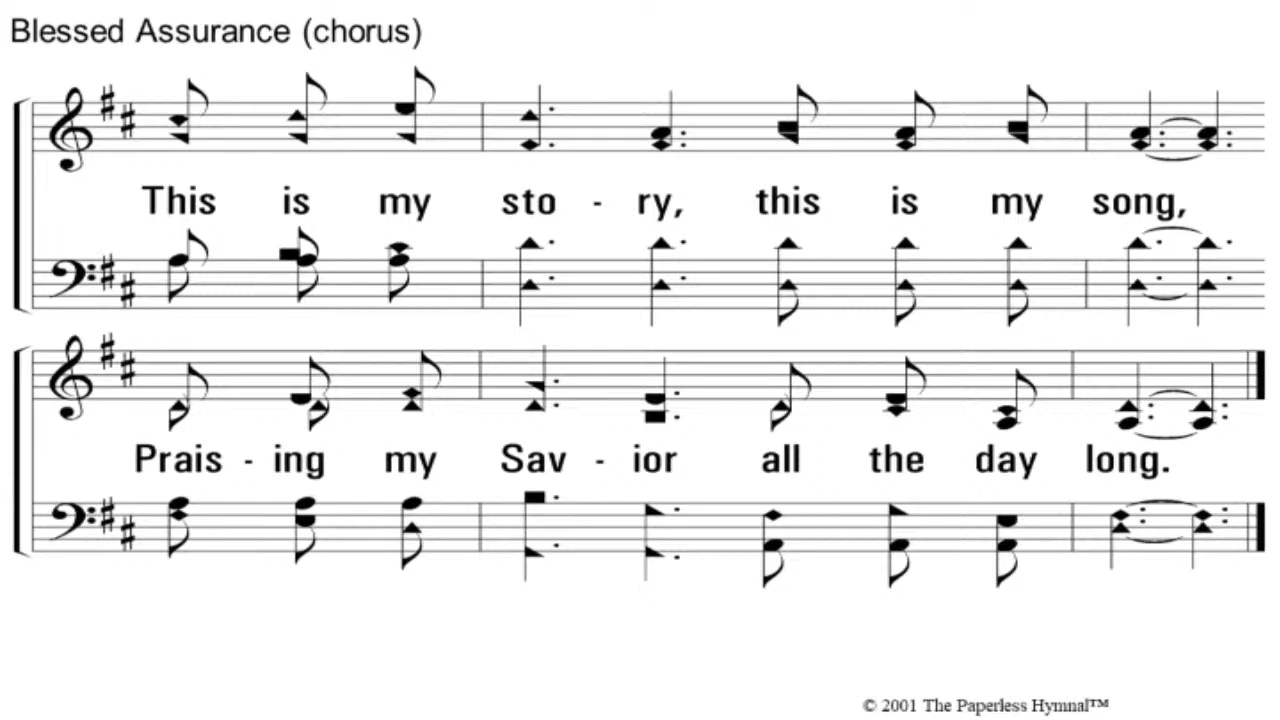 Blessed Assurance (chorus)
This is my sto - ry, this is my song,
Prais - ing my Sav - ior all the day long.
© 2001 The Paperless Hymnal™